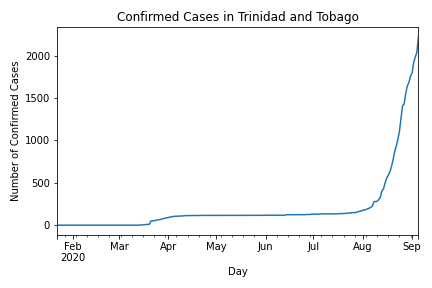 Confirmed Cases in Trinidad and Tobago
Number of Confirmed Cases
2000
1500
1000
500
0
Feb Mar Apr May Jun Jul Aug Sep
2020
Day